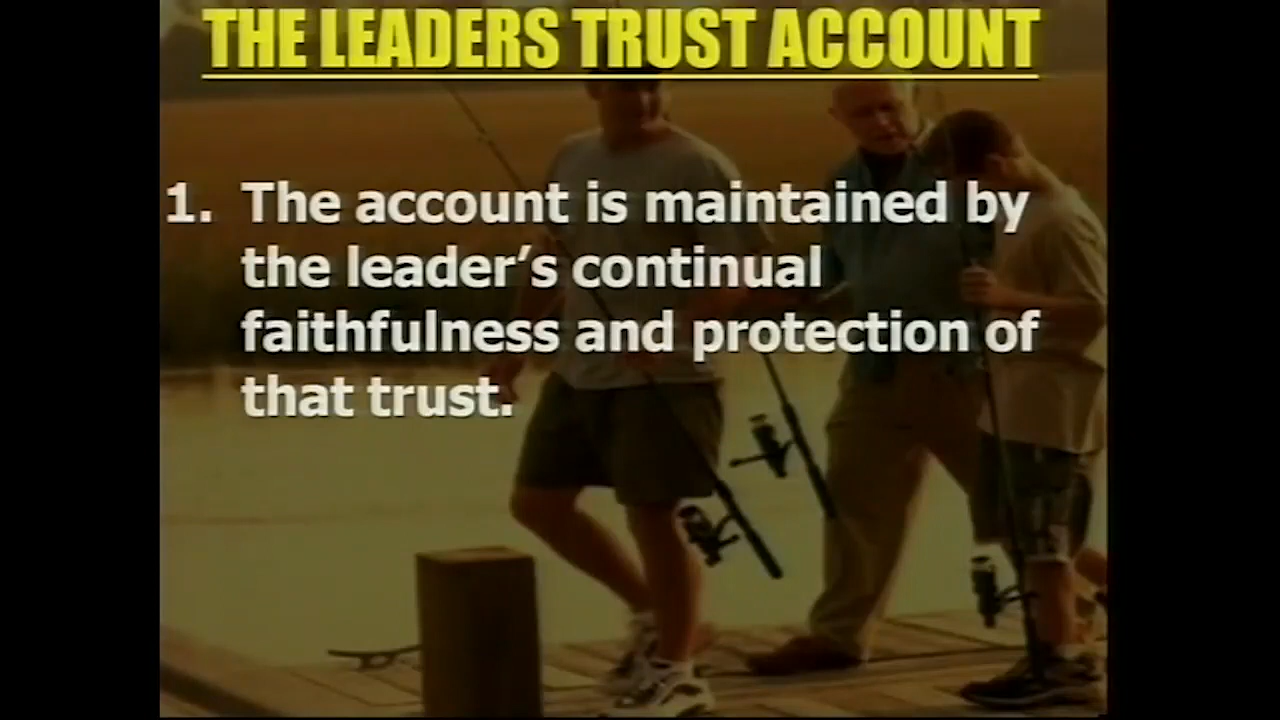 THE LEADERS TRUST ACCOUNT
1. The account is maintained by
the leader’s continual
faithfulness and protection of
that trust.